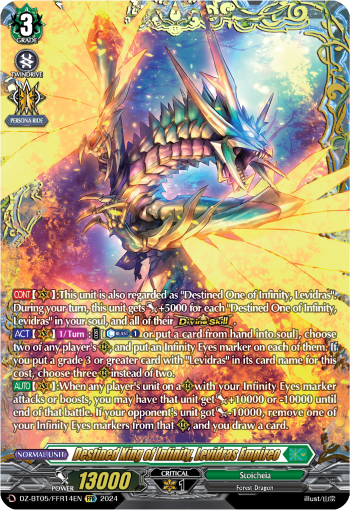 3
GRADE
TWINDRIVE
PERSONA RIDE
CONT [ ]:This unit is also regarded as "Destined One of Infinity, Levidras".
During your turn, this unit gets +5000 for each "Destined One of Infinity,
Levidras" in your soul, and all of their Divine Skill.
ACT [ ] 1/Turn : [ 1 ] or put a card from hand into soul], choose
two of any player's , and put an Infinity Eyes marker on each of them. If
you put a grade 3 or greater card with "Levidras" in its card name for this
cost, choose three instead of two.
AUTO [ ]:When any player's unit on a with your Infinity Eyes marker
attacks or boosts, you may have that unit get +10000 or -10000 until
end of that battle. If your opponent's unit got -10000, remove one of
your Infinity Eyes markers from that , and you draw a card.
NORMAL UNIT Destined King of Infinity, Levidras Empireo
POWER 13000 CRITICAL 1 Stoicheia
Forest Dragon
DZ-BT05/FFR14EN FFR 2024 illust/